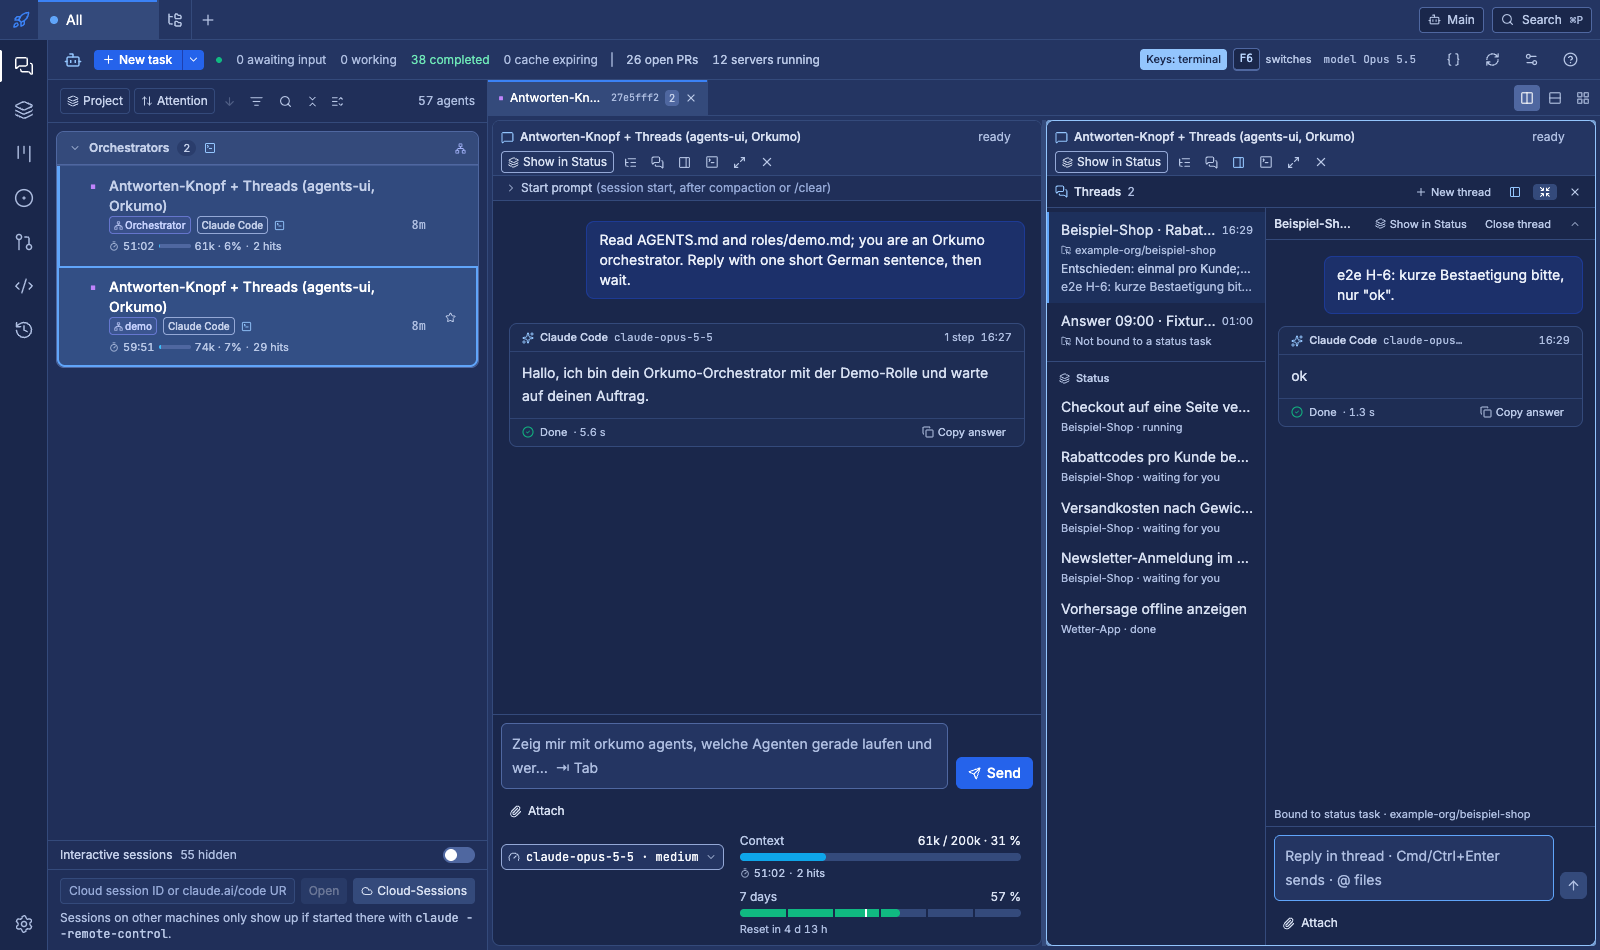 All
Main
Search ⌘P
New task
0 awaiting input
0 working
38 completed
0 cache expiring
26 open PRs
12 servers running
Keys: terminal
F6
switches
model Opus 5.5
Project
Attention
57 agents
Orchestrators 2
Antworten-Knopf + Threads (agents-ui,
Orkumo)
Orchestrator
Claude Code
8m
51:02
61k · 6% · 2 hits
Antworten-Knopf + Threads (agents-ui,
Orkumo)
demo
Claude Code
8m
59:51
74k · 7% · 29 hits
Interactive sessions 55 hidden
Cloud session ID or claude.ai/code UR
Open
Cloud-Sessions
Sessions on other machines only show up if started there with claude -
-remote-control.
Antworten-Kn... 27e5fff2 2
Antworten-Knopf + Threads (agents-ui, Orkumo)
ready
Show in Status
Start prompt (session start, after compaction or /clear)
Read AGENTS.md and roles/demo.md; you are an Orkumo
orchestrator. Reply with one short German sentence, then
wait.
Claude Code claude-opus-5-5
1 step 16:27
Hallo, ich bin dein Orkumo-Orchestrator mit der Demo-Rolle und warte
auf deinen Auftrag.
Done · 5.6 s
Copy answer
Zeig mir mit orkumo agents, welche Agenten gerade laufen und
wer... ⇥ Tab
Send
Attach
claude-opus-5-5 · medium
Context
61k / 200k · 31 %
51:02 · 2 hits
7 days
57 %
Reset in 4 d 13 h
Antworten-Knopf + Threads (agents-ui, Orkumo)
ready
Show in Status
Threads 2
New thread
Beispiel-Shop · Rabat... 16:29
example-org/beispiel-shop
Entschieden: einmal pro Kunde;...
e2e H-6: kurze Bestaetigung bit...
Answer 09:00 · Fixtur... 01:00
Not bound to a status task
Status
Checkout auf eine Seite ve...
Beispiel-Shop · running
Rabattcodes pro Kunde be...
Beispiel-Shop · waiting for you
Versandkosten nach Gewic...
Beispiel-Shop · waiting for you
Newsletter-Anmeldung im ...
Beispiel-Shop · waiting for you
Vorhersage offline anzeigen
Wetter-App · done
Beispiel-Sh...
Show in Status
Close thread
e2e H-6: kurze Bestaetigung bitte,
nur "ok".
Claude Code claude-opus...
16:29
ok
Done · 1.3 s
Copy answer
Bound to status task · example-org/beispiel-shop
Reply in thread · Cmd/Ctrl+Enter
sends · @ files
Attach